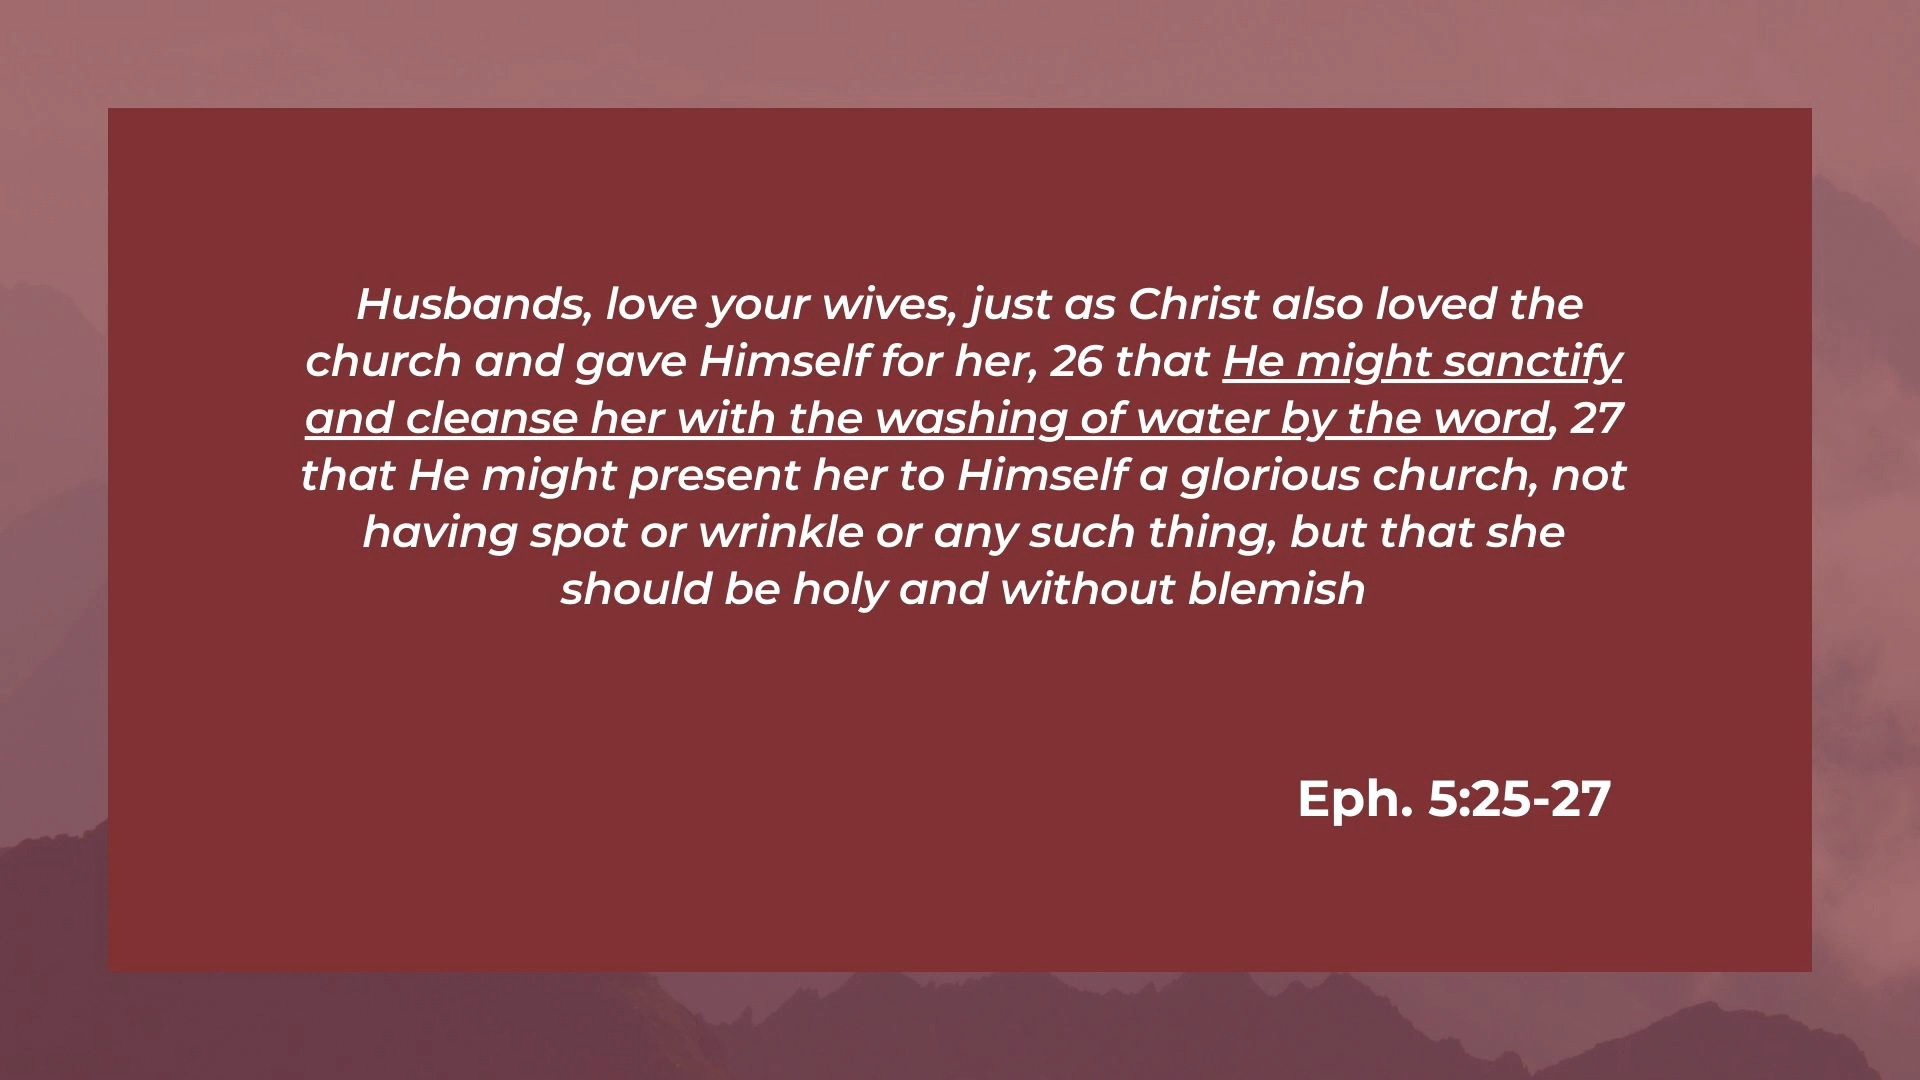 Husbands, love your wives, just as Christ also loved the
church and gave Himself for her, 26 that He might sanctify
and cleanse her with the washing of water by the word, 27
that He might present her to Himself a glorious church, not
having spot or wrinkle or any such thing, but that she
should be holy and without blemish
Eph. 5:25-27